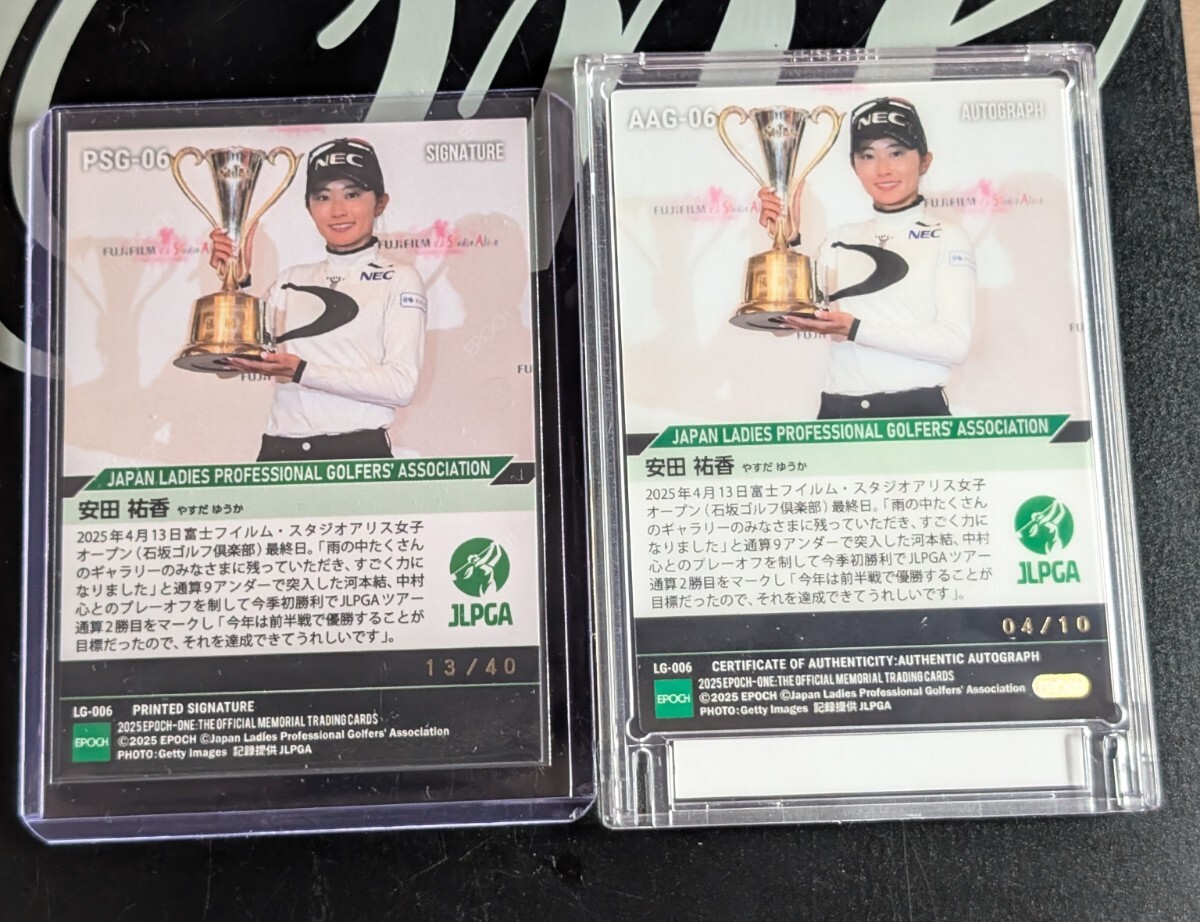 PSG-06
SIGNATURE
NEC
FUJIFILM Studio Alice
FUJIFILM Studio Alice
NEC
EPOCH
FUJI
FU
JAPAN LADIES PROFESSIONAL GOLFERS' ASSOCIATION
安田 祐香 やすだ ゆうか
2025年4月13日富士フイルム・スタジオアリス女子
オープン(石坂ゴルフ倶楽部)最終日。「雨の中たくさん
のギャラリーのみなさまに残っていただき、すごく力に
なりました」と通算9アンダーで突入した河本結、中村
心とのプレーオフを制して今季初勝利でJLPGAツアー
通算2勝目をマークし「今年は前半戦で優勝することが
目標だったので、それを達成できてうれしいです」。
JLPGA
13/40
LG-006 PRINTED SIGNATURE
EPOCH
2025 EPOCH-ONE:THE OFFICIAL MEMORIAL TRADING CARDS
©2025 EPOCH ©Japan Ladies Professional Golfers' Association
PHOTO:Getty Images 記録提供 JLPGA
AAG-06
AUTOGRAPH
NEC
FUJIFILM Studio Alice
FUJIFILM Studio Alice
NEC
FU
JAPAN LADIES PROFESSIONAL GOLFERS' ASSOCIATION
安田 祐香 やすだ ゆうか
2025年4月13日富士フイルム・スタジオアリス女子
オープン(石坂ゴルフ倶楽部)最終日。「雨の中たくさん
のギャラリーのみなさまに残っていただき、すごく力に
なりました」と通算9アンダーで突入した河本結、中村
心とのプレーオフを制して今季初勝利でJLPGAツアー
通算2勝目をマークし「今年は前半戦で優勝することが
目標だったので、それを達成できてうれしいです」。
JLPGA
04/10
LG-006 CERTIFICATE OF AUTHENTICITY:AUTHENTIC AUTOGRAPH
EPOCH
2025 EPOCH-ONE:THE OFFICIAL MEMORIAL TRADING CARDS
©2025 EPOCH ©Japan Ladies Professional Golfers' Association
PHOTO:Getty Images 記録提供 JLPGA